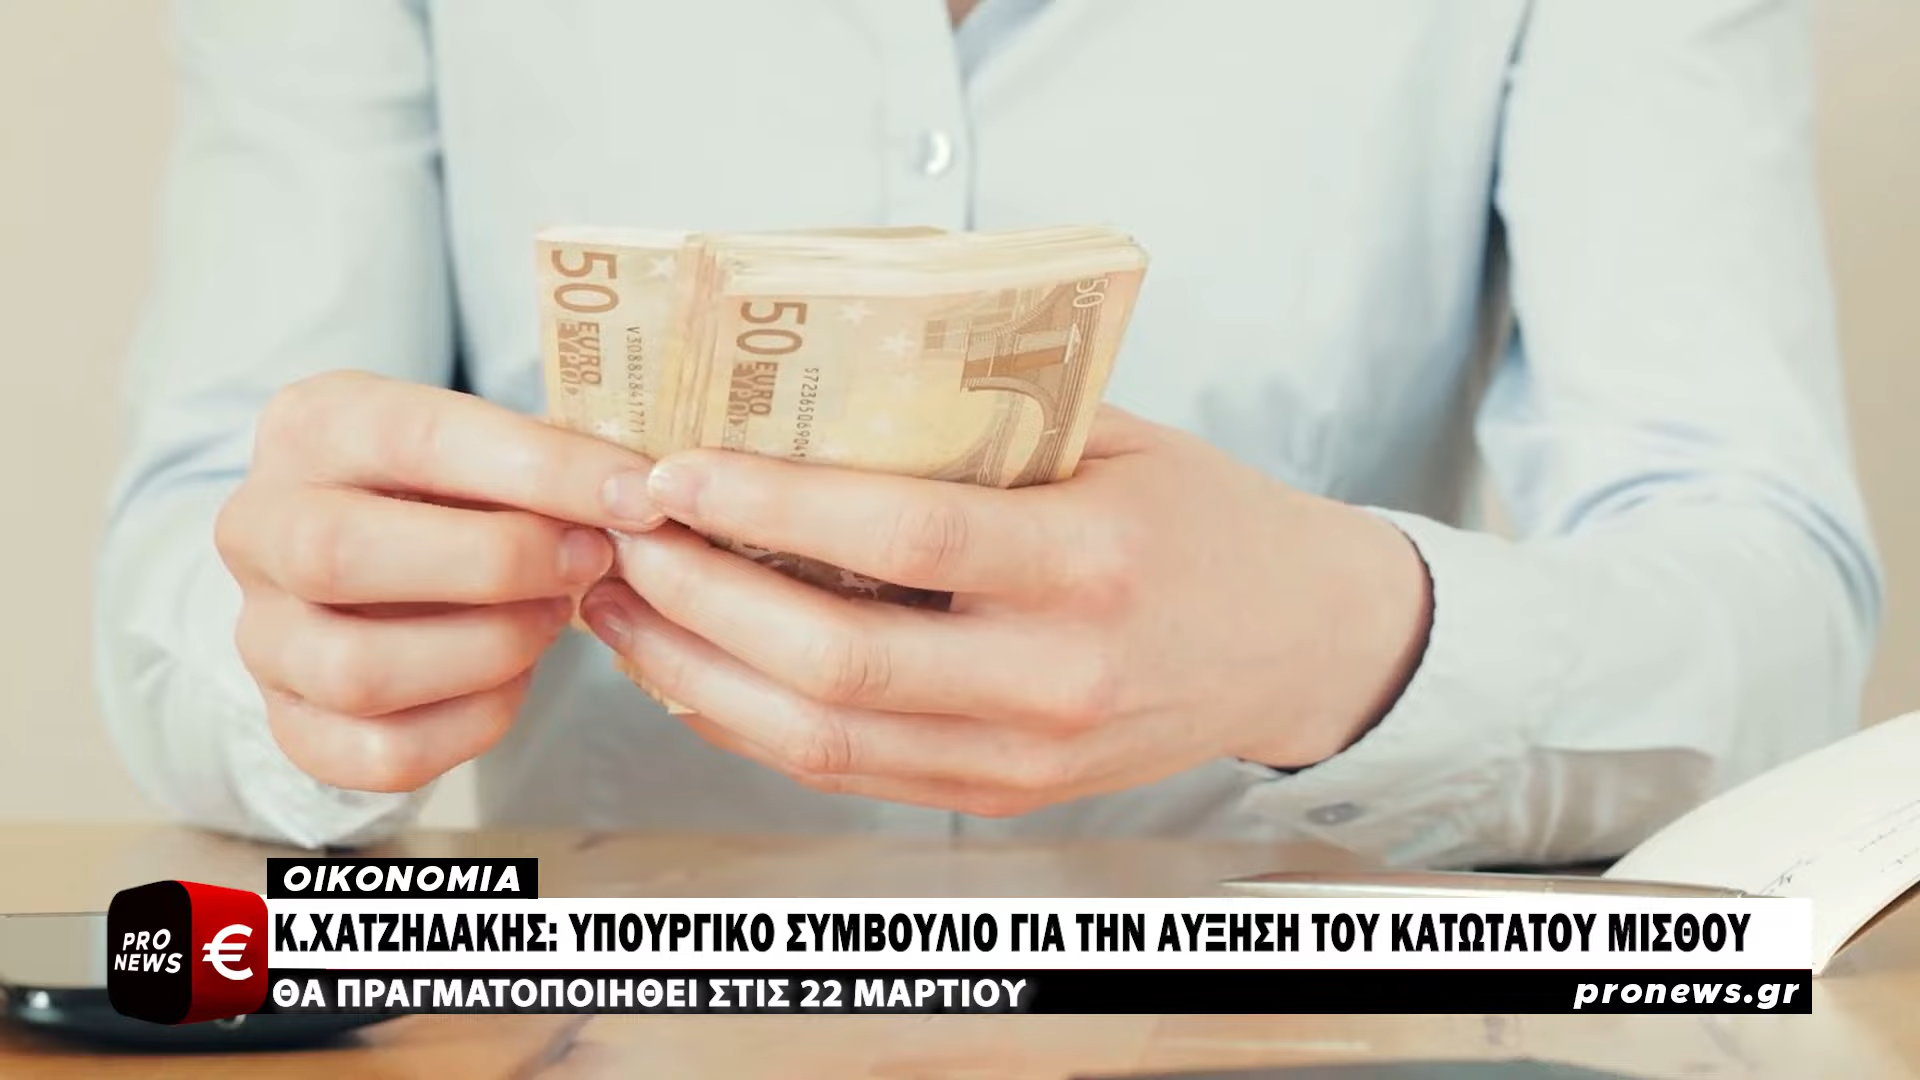 50
EURO
ΕΥΡΩ
V30882841771
50
EURO
ΕΥΡΩ
50
ΟΙΚΟΝΟΜΙΑ
PRO
NEWS
€
Κ.ΧΑΤΖΗΔΑΚΗΣ: ΥΠΟΥΡΓΙΚΟ ΣΥΜΒΟΥΛΙΟ ΓΙΑ ΤΗΝ ΑΥΞΗΣΗ ΤΟΥ ΚΑΤΩΤΑΤΟΥ ΜΙΣΘΟΥ
ΘΑ ΠΡΑΓΜΑΤΟΠΟΙΗΘΕΙ ΣΤΙΣ 22 ΜΑΡΤΙΟΥ
pronews.gr